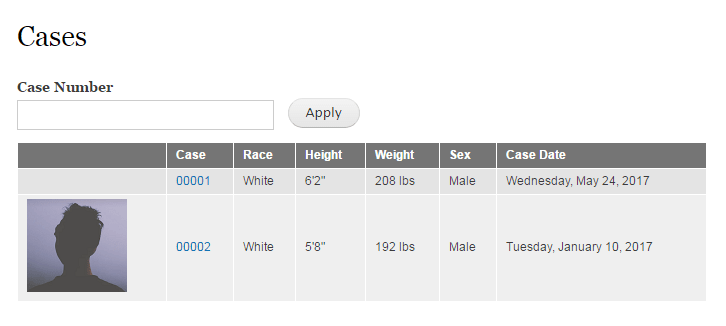 Cases
Case Number
Apply
Case Race Height Weight Sex Case Date
00001 White 6'2" 208 lbs Male Wednesday, May 24, 2017
00002 White 5'8" 192 lbs Male Tuesday, January 10, 2017